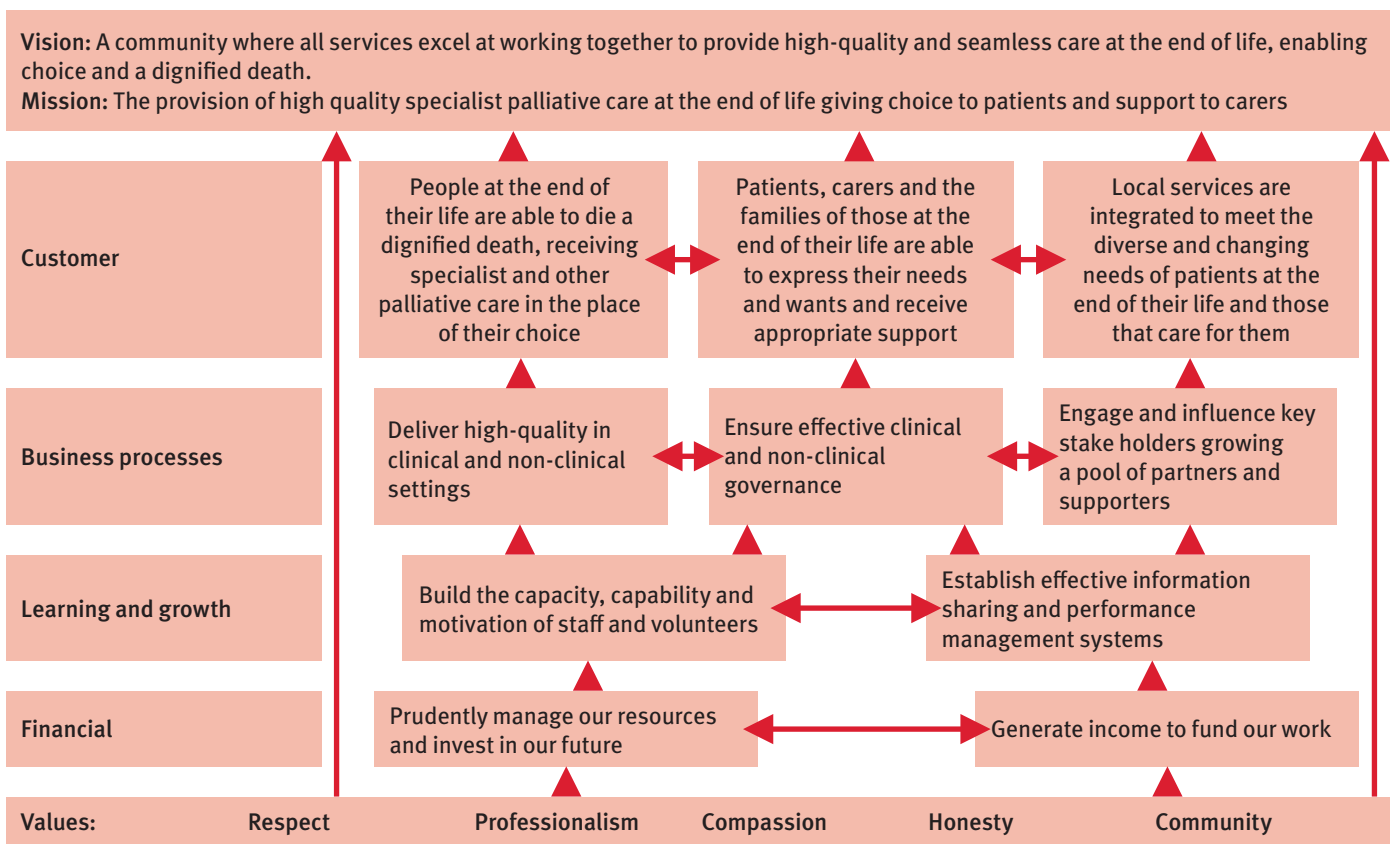 Vision: A community where all services excel at working together to provide high-quality and seamless care at the end of life, enabling
choice and a dignified death.
Mission: The provision of high quality specialist palliative care at the end of life giving choice to patients and support to carers
Customer
People at the end of
their life are able to die a
dignified death, receiving
specialist and other
palliative care in the place
of their choice
Patients, carers and the
families of those at the
end of their life are able
to express their needs
and wants and receive
appropriate support
Local services are
integrated to meet the
diverse and changing
needs of patients at the
end of their life and those
that care for them
Business processes
Deliver high-quality in
clinical and non-clinical
settings
Ensure effective clinical
and non-clinical
governance
Engage and influence key
stake holders growing
a pool of partners and
supporters
Learning and growth
Build the capacity, capability and
motivation of staff and volunteers
Establish effective information
sharing and performance
management systems
Financial
Prudently manage our resources
and invest in our future
Generate income to fund our work
Values: Respect Professionalism Compassion Honesty Community